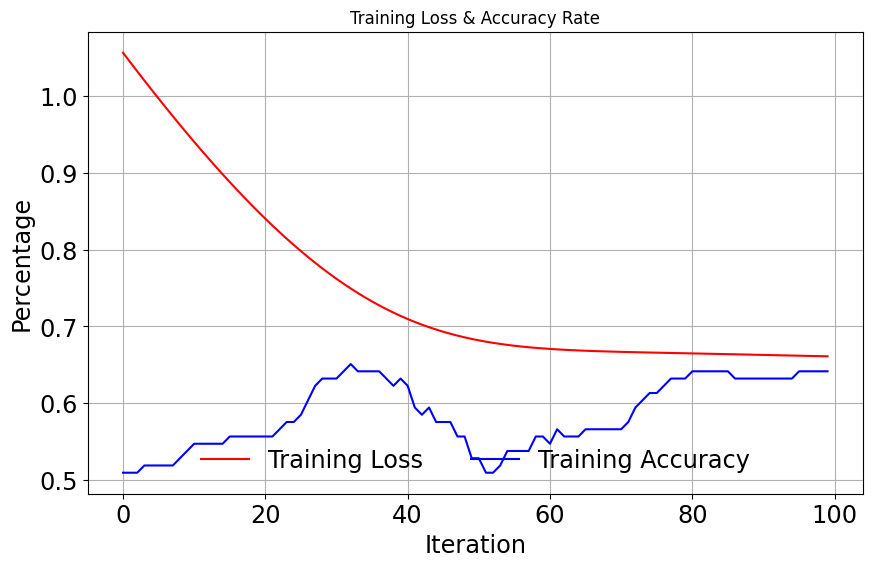 Training Loss & Accuracy Rate
1.0
0.9
0.8
0.7
0.6
0.5
Percentage
Training Loss
Training Accuracy
0 20 40 60 80 100
Iteration